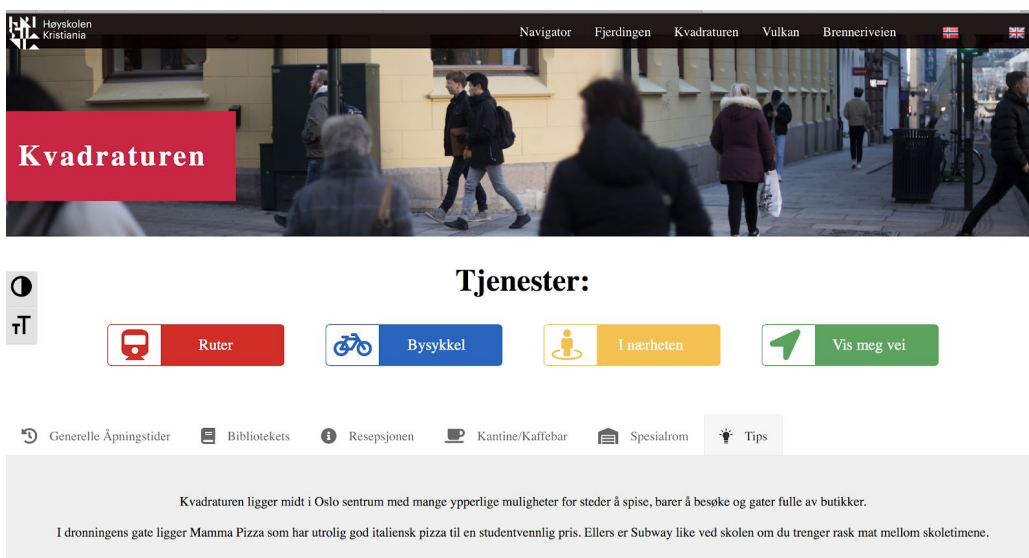 Høyskolen
Kristiania
Navigator Fjerdingen Kvadraturen Vulkan Brenneriveien
Kvadraturen
Tjenester:
Ruter Bysykkel I nærheten Vis meg vei
Generelle Åpningstider Bibliotekets Resepsjonen Kantine/Kaffebar Spesialrom Tips
Kvadraturen ligger midt i Oslo sentrum med mange ypperlige muligheter for steder å spise, barer å besøke og gater fulle av butikker.
I dronningens gate ligger Mamma Pizza som har utrolig god italiensk pizza til en studentvennlig pris. Ellers er Subway like ved skolen om du trenger rask mat mellom skoletimene.